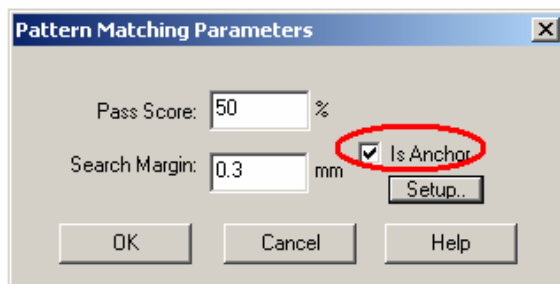 Pattern Matching Parameters
Pass Score: 50 %
Is Anchor
Search Margin: 0.3 mm
Setup..
OK Cancel Help